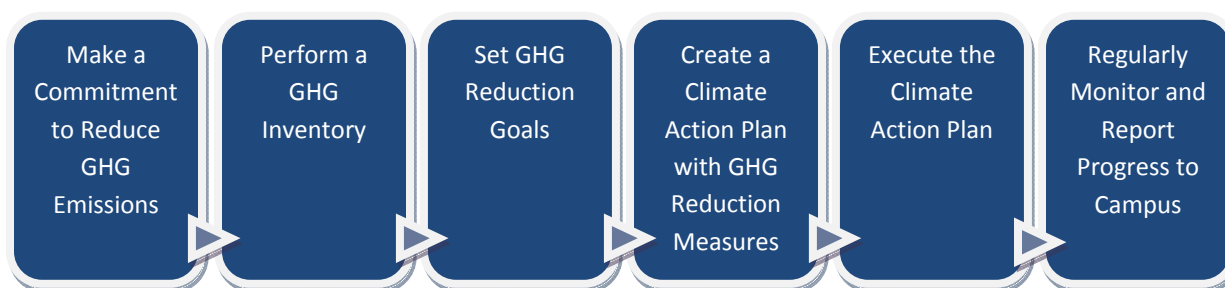 Make a
Commitment
to Reduce
GHG
Emissions
Perform a
GHG
Inventory
Set GHG
Reduction
Goals
Create a
Climate
Action Plan
with GHG
Reduction
Measures
Execute the
Climate
Action Plan
Regularly
Monitor and
Report
Progress to
Campus